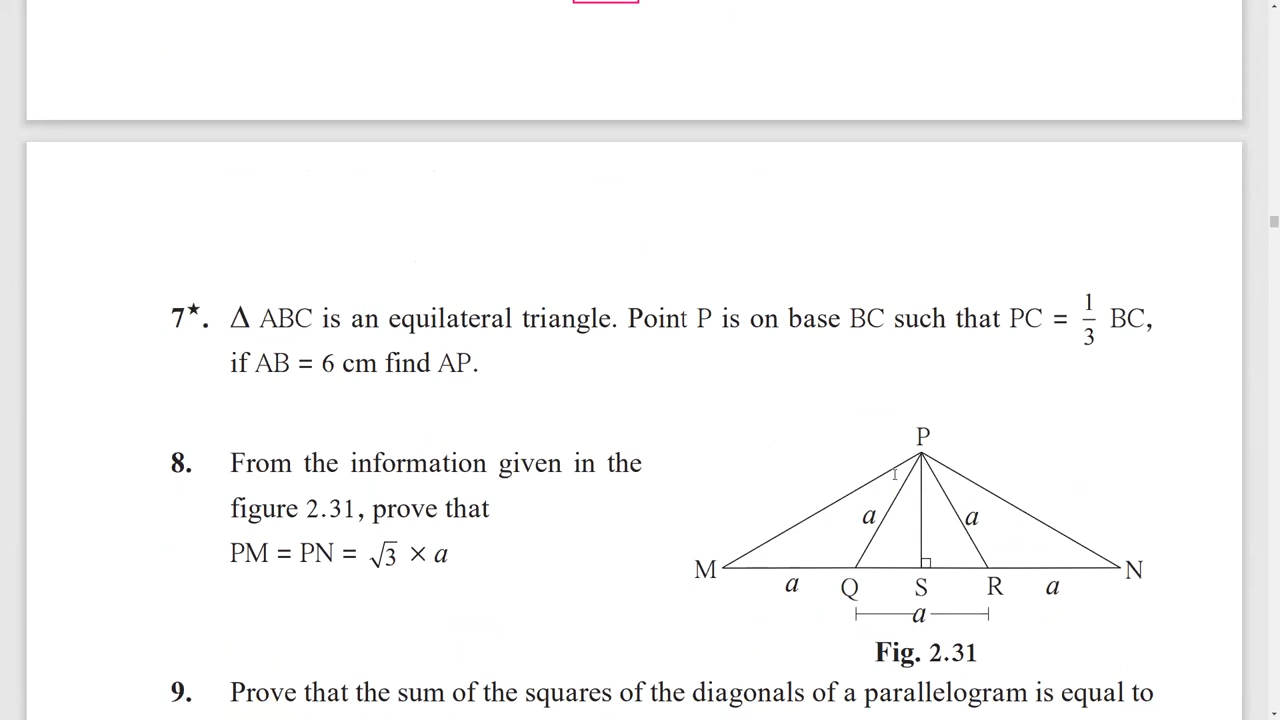 7★. Δ ABC is an equilateral triangle. Point P is on base BC such that PC = 1/3 BC,
if AB = 6 cm find AP.
8. From the information given in the
figure 2.31, prove that
PM = PN = √3 × a
P
a a
M N
a Q S R a
a
Fig. 2.31
9. Prove that the sum of the squares of the diagonals of a parallelogram is equal to